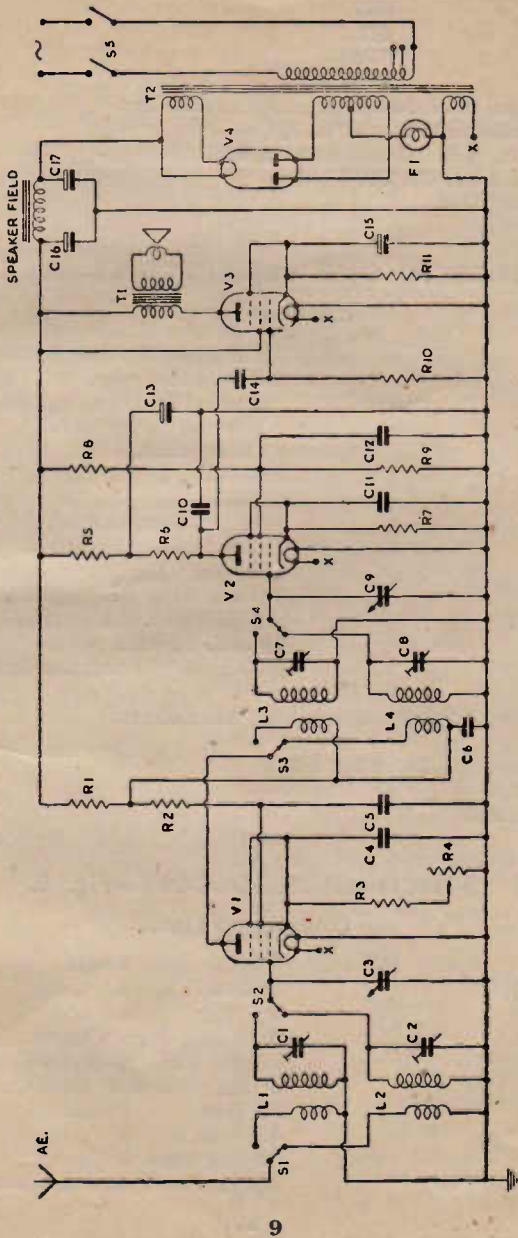 AE.
S1
L1
L2
C1
C2
S2
C3
V1
X
R1
R2
R3
R4
C4
C5
S3
L3
L4
C6
C7
C8
S4
C9
V2
X
R5
R6
R7
C11
R8
C10
C13
R9
C12
C14
R10
T1
V3
X
R11
C15
SPEAKER FIELD
C16
C17
V4
T2
F1
X
S5
~
9